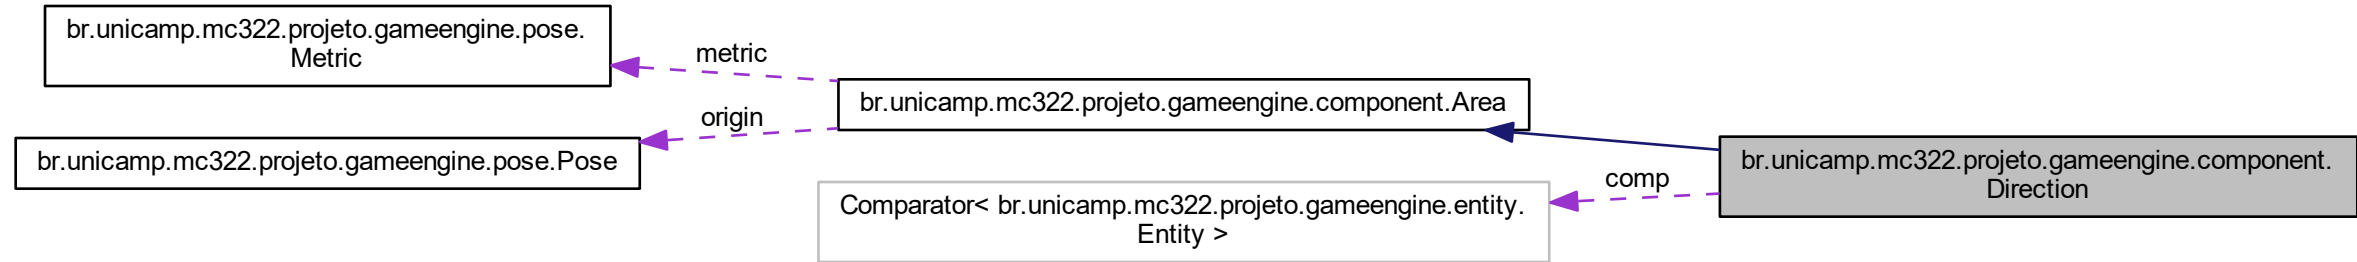 br.unicamp.mc322.projeto.gameengine.pose.
Metric
metric
br.unicamp.mc322.projeto.gameengine.component.Area
origin
br.unicamp.mc322.projeto.gameengine.pose.Pose
br.unicamp.mc322.projeto.gameengine.component.
Direction
comp
Comparator< br.unicamp.mc322.projeto.gameengine.entity.
Entity >